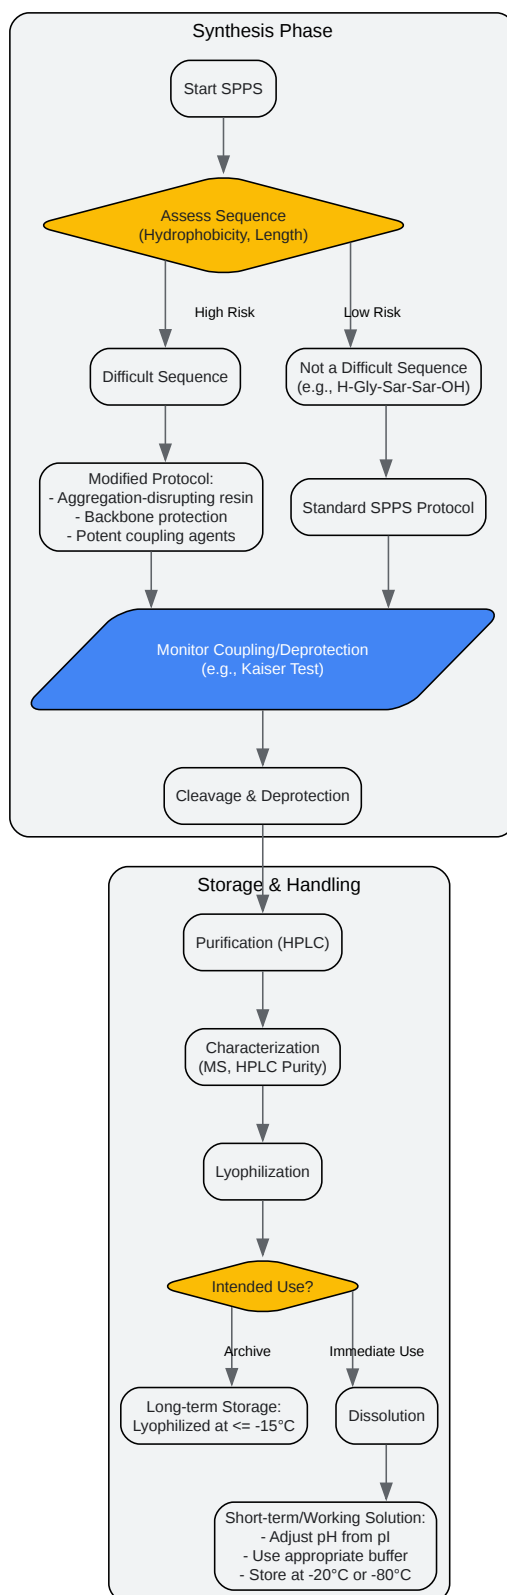 Synthesis Phase
Start SPPS
Assess Sequence
(Hydrophobicity, Length)
High Risk
Low Risk
Difficult Sequence
Not a Difficult Sequence
(e.g., H-Gly-Sar-Sar-OH)
Modified Protocol:
- Aggregation-disrupting resin
- Backbone protection
- Potent coupling agents
Standard SPPS Protocol
Monitor Coupling/Deprotection
(e.g., Kaiser Test)
Cleavage & Deprotection
Storage & Handling
Purification (HPLC)
Characterization
(MS, HPLC Purity)
Lyophilization
Intended Use?
Archive
Immediate Use
Long-term Storage:
Lyophilized at <= -15°C
Dissolution
Short-term/Working Solution:
- Adjust pH from pI
- Use appropriate buffer
- Store at -20°C or -80°C